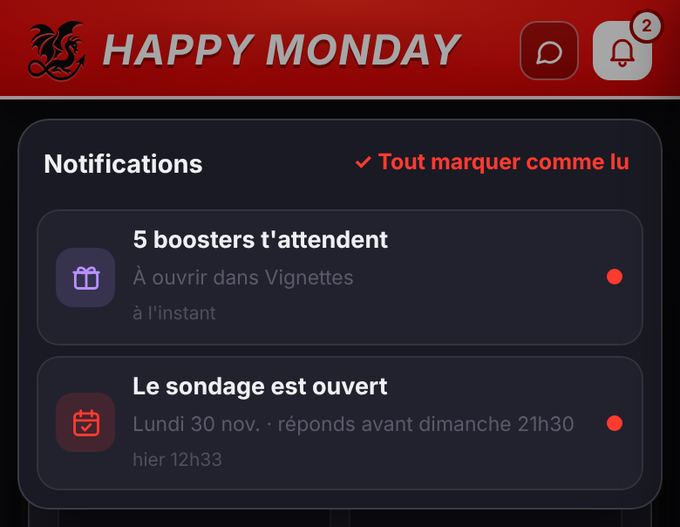 HAPPY MONDAY
2
Notifications
✓ Tout marquer comme lu
5 boosters t'attendent
À ouvrir dans Vignettes
à l'instant
Le sondage est ouvert
Lundi 30 nov. · réponds avant dimanche 21h30
hier 12h33